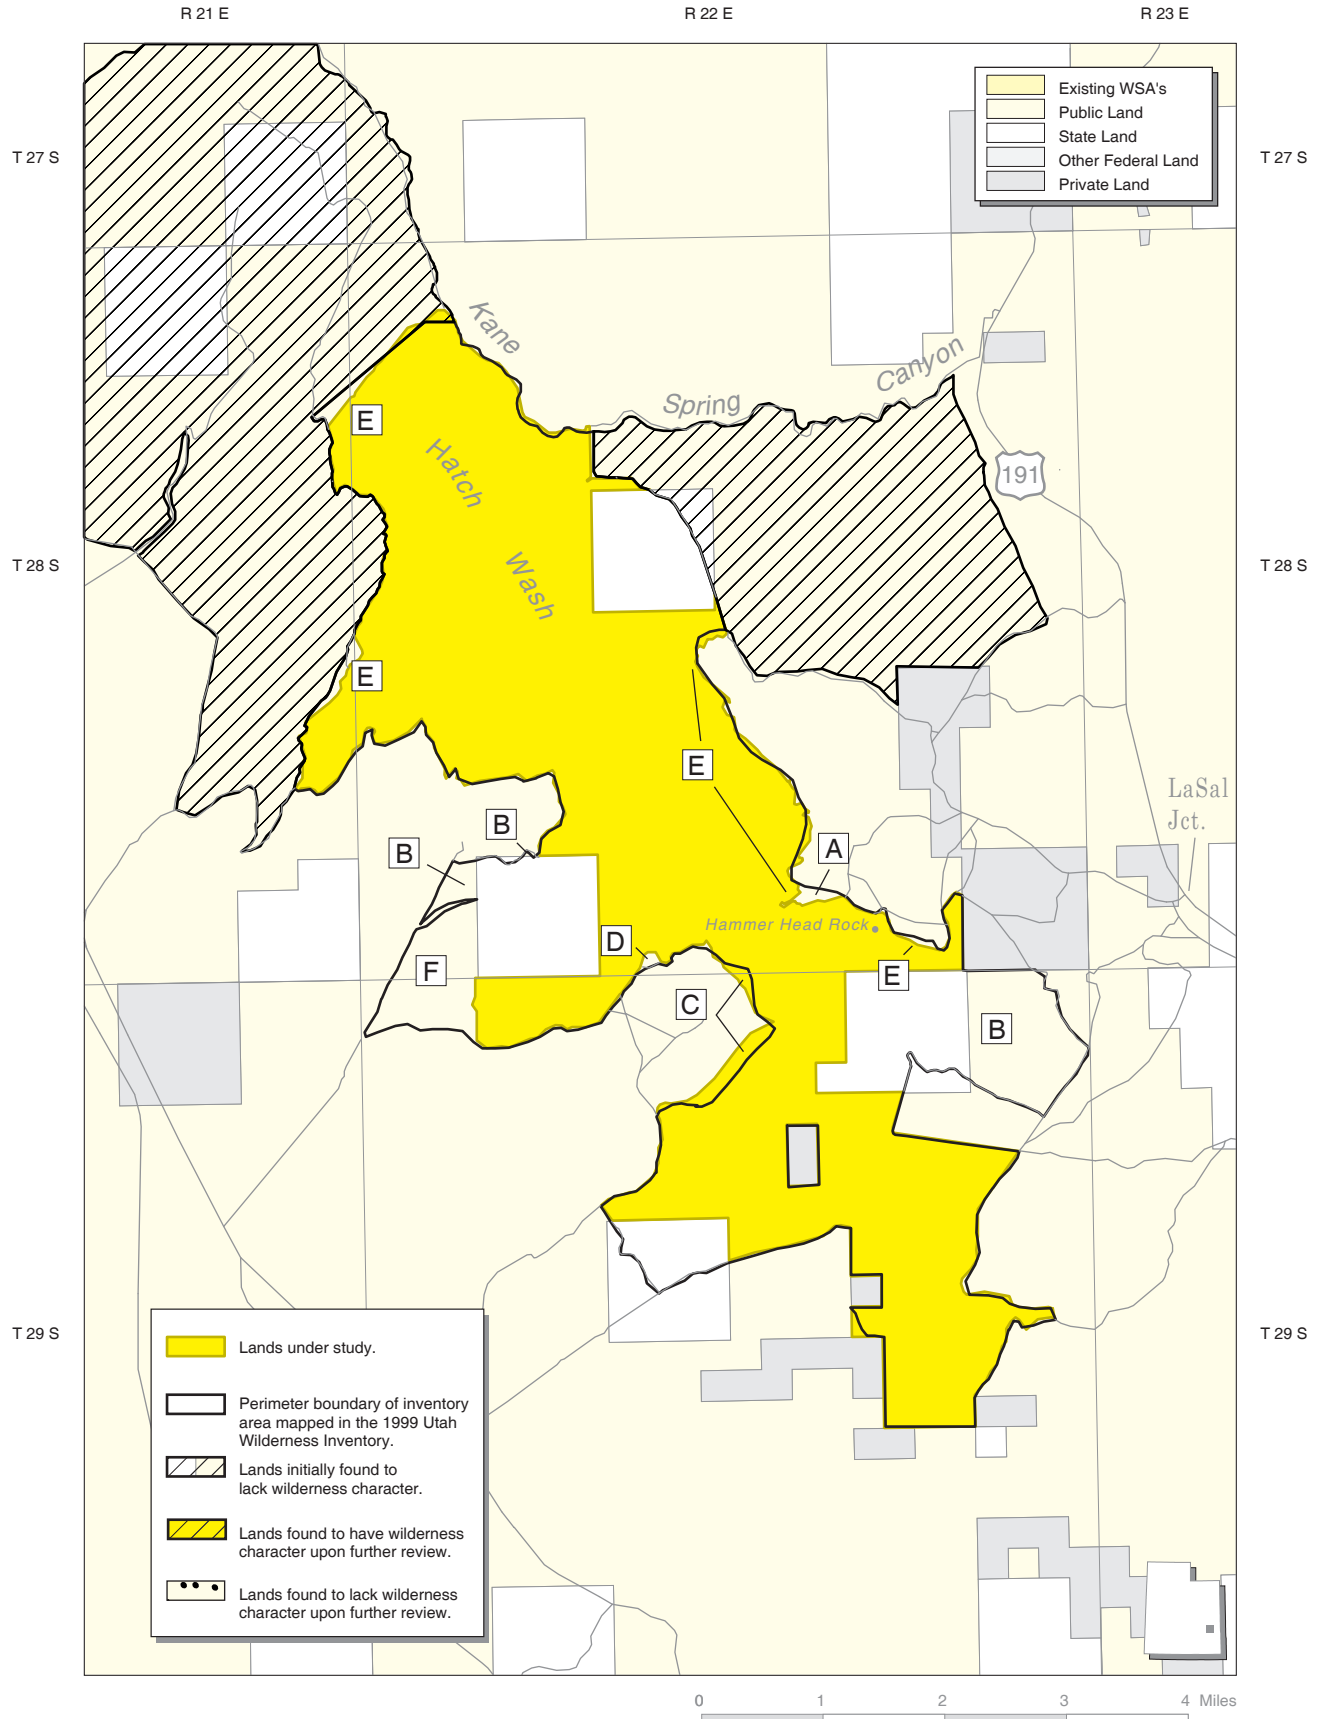 R 21 E
R 22 E
R 23 E
Existing WSA's
Public Land
State Land
Other Federal Land
Private Land
T 27 S
T 27 S
Kane
Spring
Canyon
E
Hatch
191
Wash
T 28 S
T 28 S
E
E
LaSal
Jct.
B
B
A
Hammer Head Rock
D
F
E
C
B
T 29 S
T 29 S
Lands under study.
Perimeter boundary of inventory
area mapped in the 1999 Utah
Wilderness Inventory.
Lands initially found to
lack wilderness character.
Lands found to have wilderness
character upon further review.
Lands found to lack wilderness
character upon further review.
0 1 2 3 4 Miles